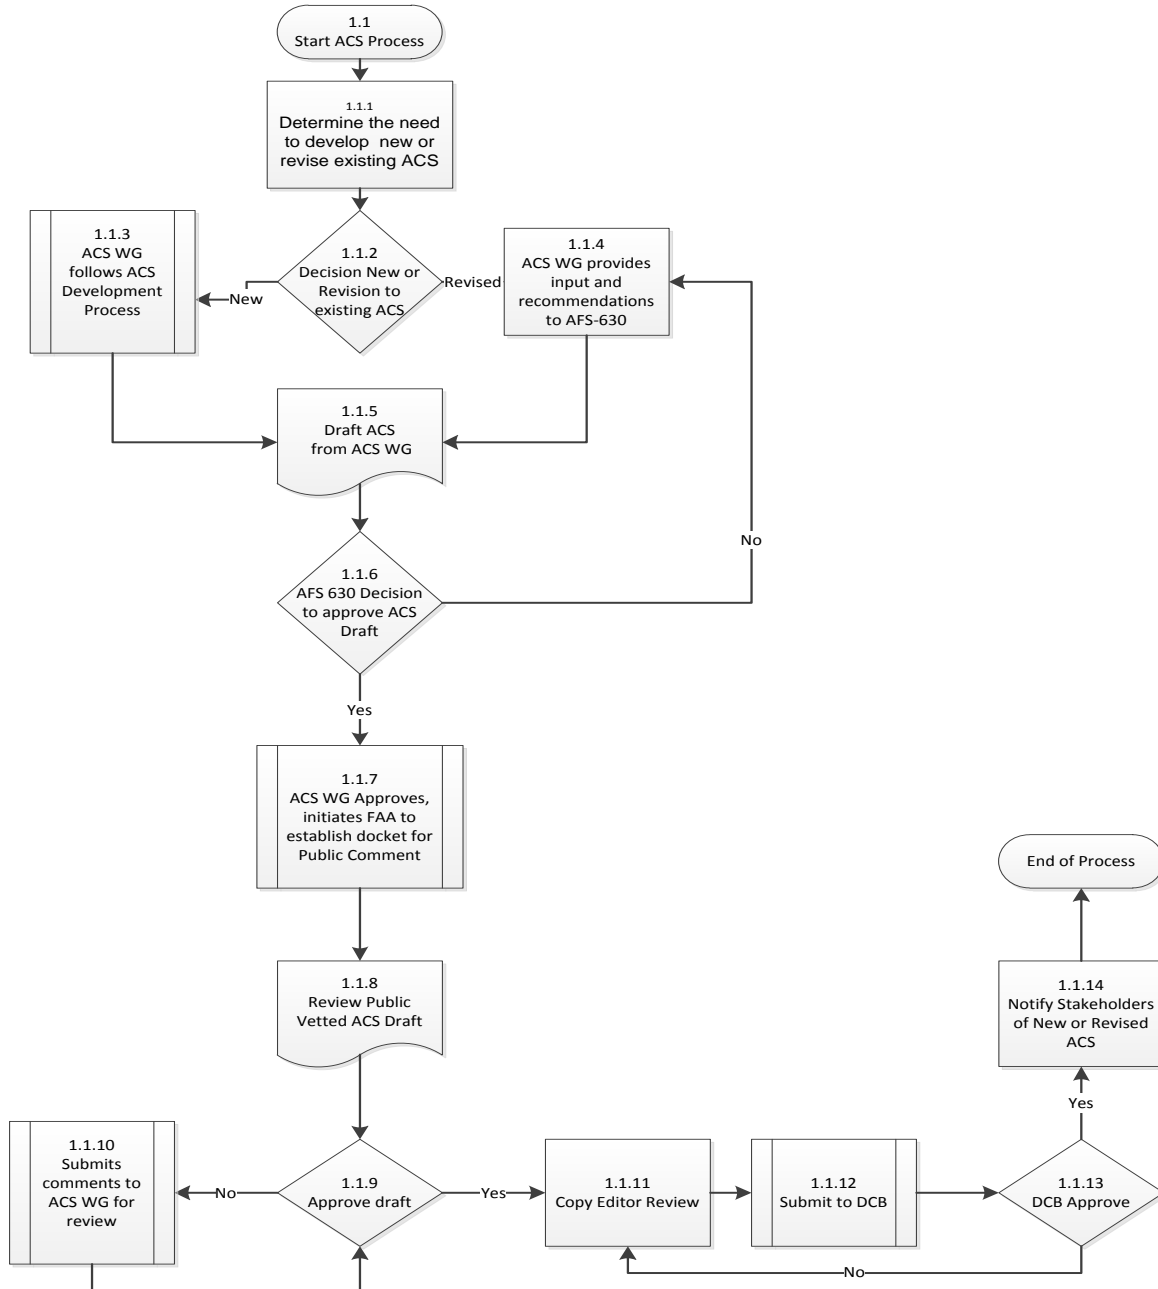 1.1
Start ACS Process
1.1.1
Determine the need
to develop new or
revise existing ACS
1.1.3
ACS WG
follows ACS
Development
Process
New
1.1.2
Decision New or
Revision to
existing ACS
Revised
1.1.4
ACS WG provides
input and
recommendations
to AFS-630
1.1.5
Draft ACS
from ACS WG
1.1.6
AFS 630 Decision
to approve ACS
Draft
No
Yes
1.1.7
ACS WG Approves,
initiates FAA to
establish docket for
Public Comment
1.1.8
Review Public
Vetted ACS Draft
1.1.9
Approve draft
No
1.1.10
Submits
comments to
ACS WG for
review
Yes
1.1.11
Copy Editor Review
1.1.12
Submit to DCB
1.1.13
DCB Approve
No
Yes
1.1.14
Notify Stakeholders
of New or Revised
ACS
End of Process